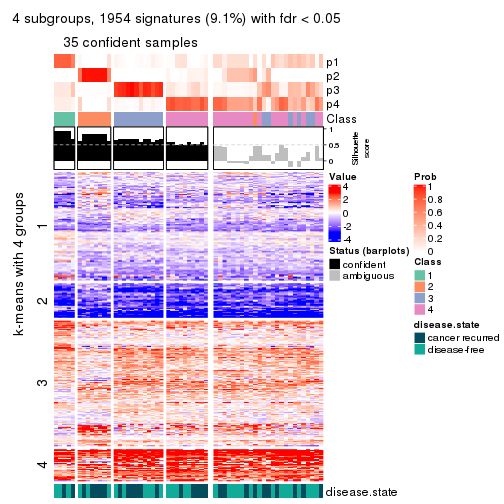 4 subgroups, 1954 signatures (9.1%) with fdr < 0.05
35 confident samples
p1
p2
p3
p4
Class
1
0.5
0
Silhouette
score
k-means with 4 groups
1
2
3
4
disease.state
Value
4
2
0
-2
-4
Status (barplots)
confident
ambiguous
Prob
1
0.8
0.6
0.4
0.2
0
Class
1
2
3
4
disease.state
cancer recurred
disease-free